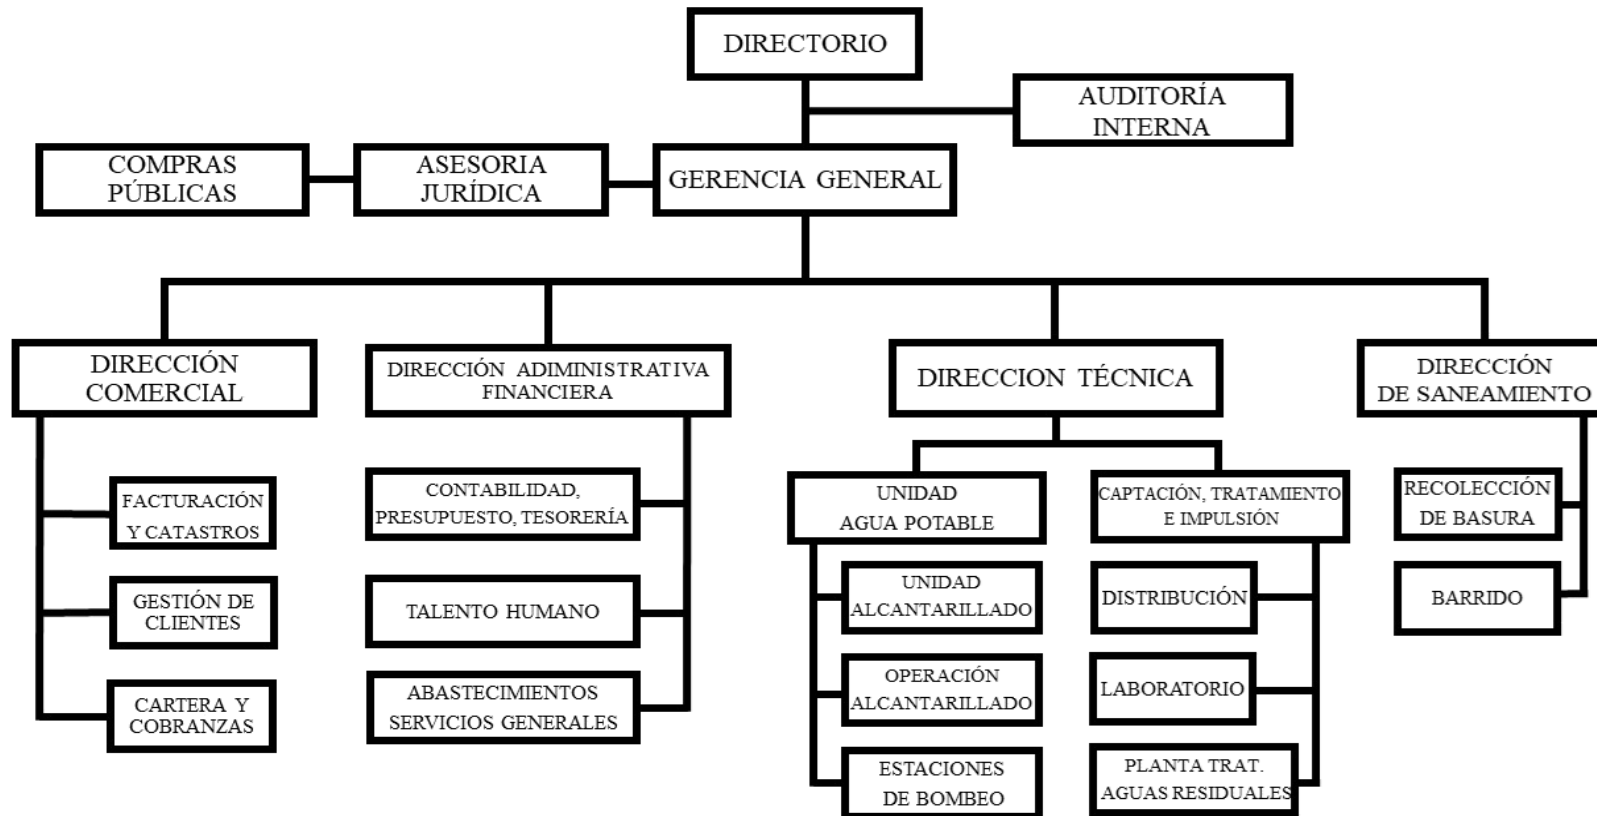 DIRECTORIO
AUDITORÍA
INTERNA
COMPRAS
PÚBLICAS
ASESORIA
JURÍDICA
GERENCIA GENERAL
DIRECCIÓN
COMERCIAL
DIRECCIÓN ADIMINISTRATIVA
FINANCIERA
DIRECCION TÉCNICA
DIRECCIÓN
DE SANEAMIENTO
FACTURACIÓN
Y CATASTROS
GESTIÓN DE
CLIENTES
CARTERA Y
COBRANZAS
CONTABILIDAD,
PRESUPUESTO, TESORERÍA
TALENTO HUMANO
ABASTECIMIENTOS
SERVICIOS GENERALES
UNIDAD
AGUA POTABLE
UNIDAD
ALCANTARILLADO
OPERACIÓN
ALCANTARILLADO
ESTACIONES
DE BOMBEO
CAPTACIÓN, TRATAMIENTO
E IMPULSIÓN
DISTRIBUCIÓN
LABORATORIO
PLANTA TRAT.
AGUAS RESIDUALES
RECOLECCIÓN
DE BASURA
BARRIDO